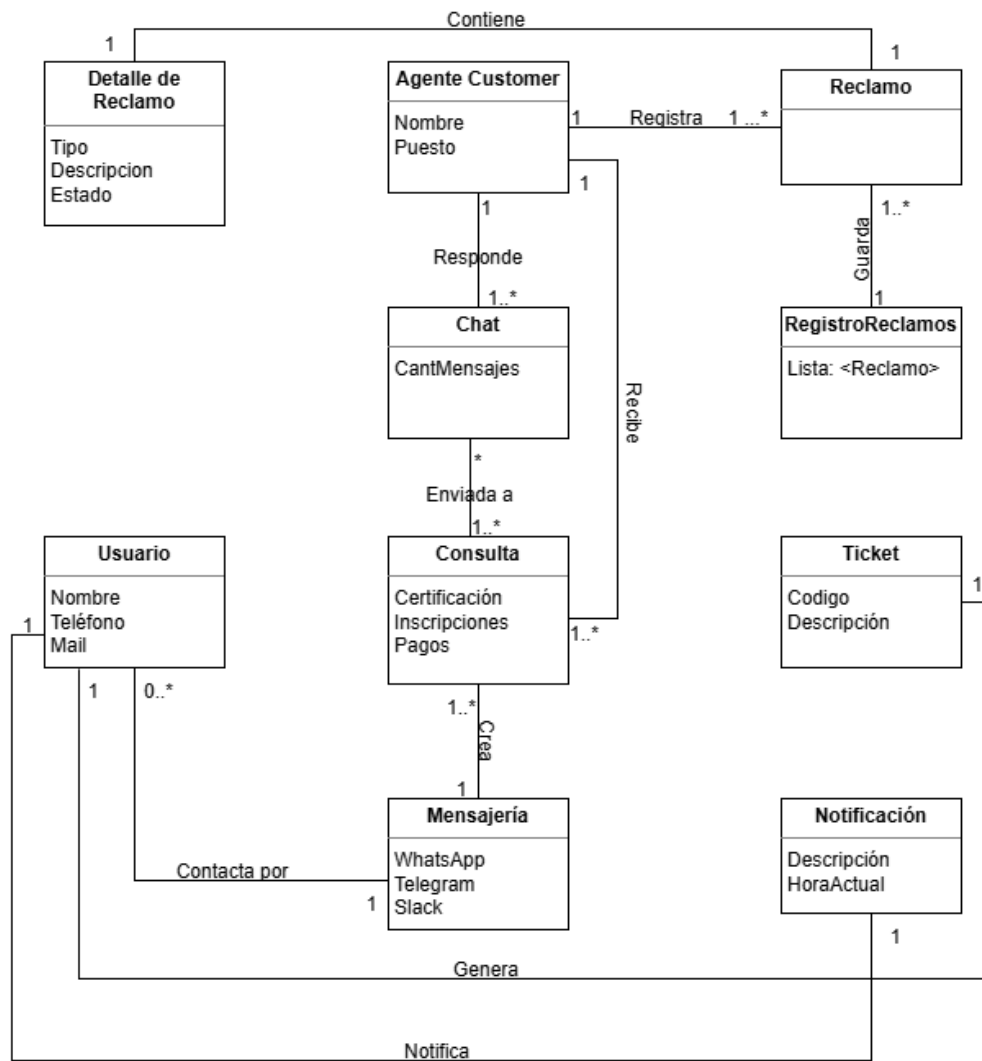 Contiene
1
1
Detalle de
Reclamo
Tipo
Descripcion
Estado
Agente Customer
Nombre
Puesto
1
Registra
1 ...*
Reclamo
1
1
1..*
Responde
Guarda
1..*
1
Chat
CantMensajes
RegistroReclamos
Lista: <Reclamo>
Recibe
*
Enviada a
1..*
Usuario
Nombre
Teléfono
Mail
Consulta
Certificación
Inscripciones
Pagos
Ticket
Codigo
Descripción
1
1
1..*
1
0..*
1..*
Crea
1
Mensajería
WhatsApp
Telegram
Slack
Notificación
Descripción
HoraActual
Contacta por
1
1
Genera
Notifica